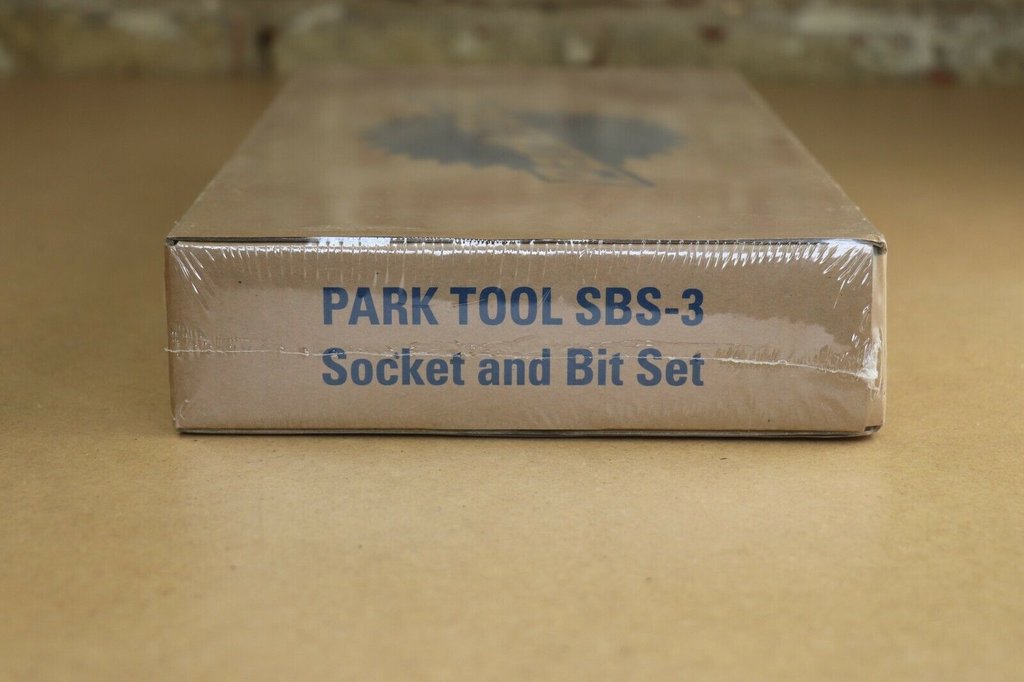 PARK TOOL SBS-3
Socket and Bit Set